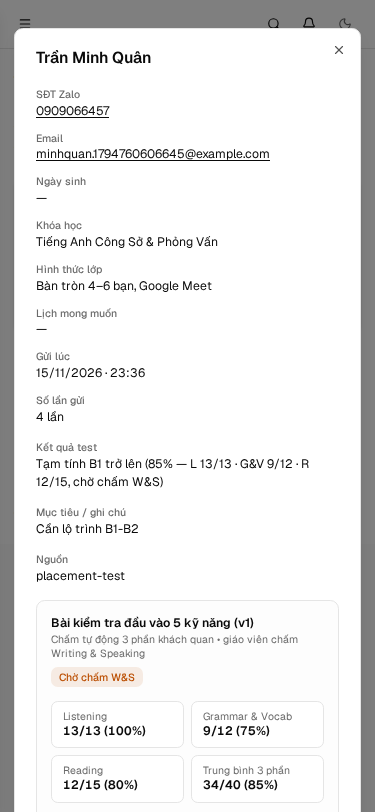 Trần Minh Quân
SĐT Zalo
0909066457
Email
minhquan.1794760606645@example.com
Ngày sinh
—
Khóa học
Tiếng Anh Công Sở & Phỏng Vấn
Hình thức lớp
Bàn tròn 4–6 bạn, Google Meet
Lịch mong muốn
—
Gửi lúc
15/11/2026 · 23:36
Số lần gửi
4 lần
Kết quả test
Tạm tính B1 trở lên (85% — L 13/13 · G&V 9/12 · R
12/15, chờ chấm W&S)
Mục tiêu / ghi chú
Cần lộ trình B1-B2
Nguồn
placement-test
Bài kiểm tra đầu vào 5 kỹ năng (v1)
Chấm tự động 3 phần khách quan • giáo viên chấm
Writing & Speaking
Chờ chấm W&S
Listening
13/13 (100%)
Grammar & Vocab
9/12 (75%)
Reading
12/15 (80%)
Trung bình 3 phần
34/40 (85%)